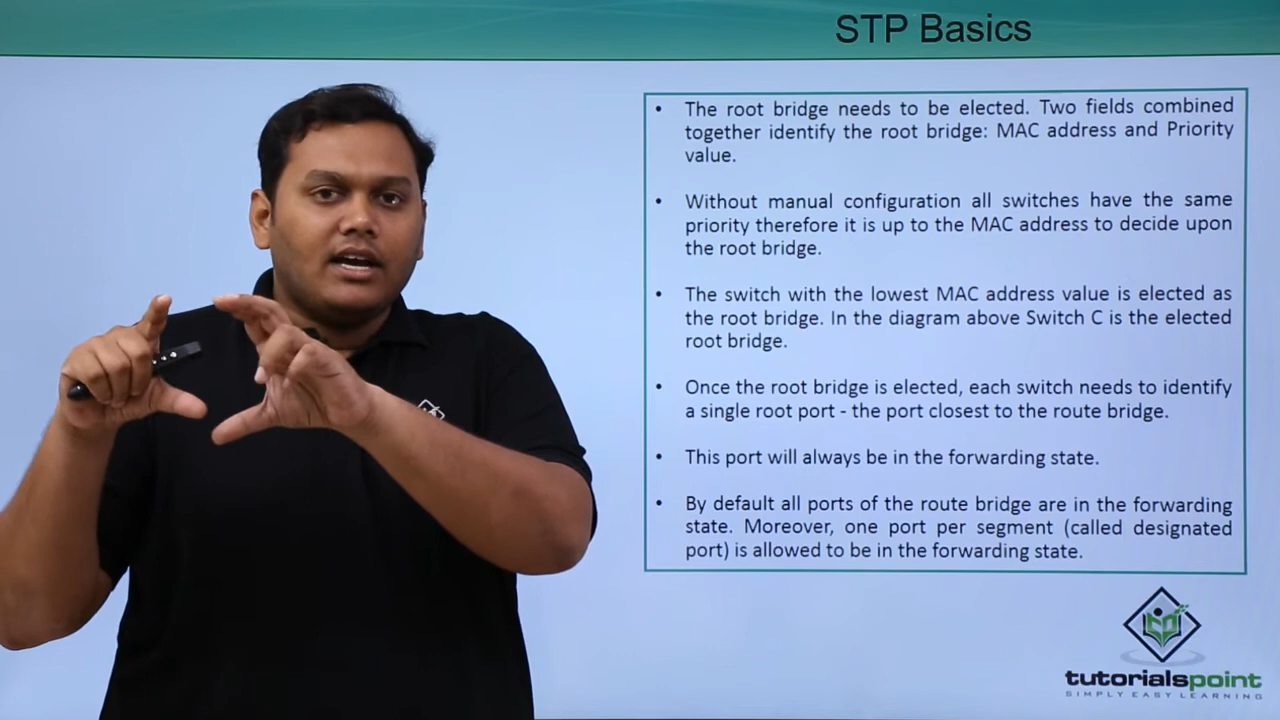 STP Basics
• The root bridge needs to be elected. Two fields combined
together identify the root bridge: MAC address and Priority
value.
• Without manual configuration all switches have the same
priority therefore it is up to the MAC address to decide upon
the root bridge.
• The switch with the lowest MAC address value is elected as
the root bridge. In the diagram above Switch C is the elected
root bridge.
• Once the root bridge is elected, each switch needs to identify
a single root port - the port closest to the route bridge.
• This port will always be in the forwarding state.
• By default all ports of the route bridge are in the forwarding
state. Moreover, one port per segment (called designated
port) is allowed to be in the forwarding state.
tutorialspoint
SIMPLY EASY LEARNING